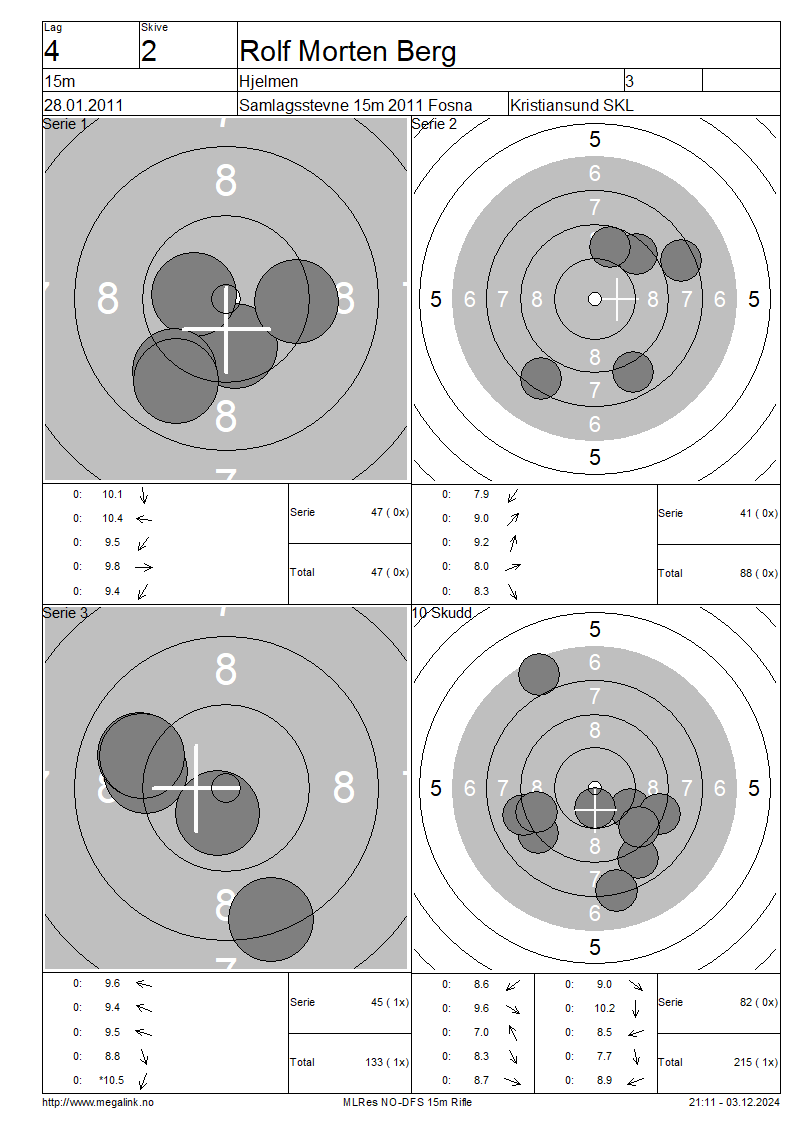 Lag Skive
4 2 Rolf Morten Berg
15m Hjelmen 3
28.01.2011 Samlagsstevne 15m 2011 Fosna Kristiansund SKL
Serie 1 Serie 2
7
8
8 8
8
7
5
6
7
5 6 7 8 8 7 6 5
8
7
6
5
0: 10.1
0: 10.4
0: 9.5
0: 9.8
0: 9.4
Serie 47 ( 0x)
Total 47 ( 0x)
0: 7.9
0: 9.0
0: 9.2
0: 8.0
0: 8.3
Serie 41 ( 0x)
Total 88 ( 0x)
Serie 3 10 Skudd
8
8 8
8
7
5
6
7
8
5 6 7 8 8 7 6 5
8
7
6
5
0: 9.6
0: 9.4
0: 9.5
0: 8.8
0: *10.5
Serie 45 ( 1x)
Total 133 ( 1x)
0: 8.6 0: 9.0
0: 9.6 0: 10.2
0: 7.0 0: 8.5
0: 8.3 0: 7.7
0: 8.7 0: 8.9
Serie 82 ( 0x)
Total 215 ( 1x)
http://www.megalink.no MLRes NO-DFS 15m Rifle 21:11 - 03.12.2024